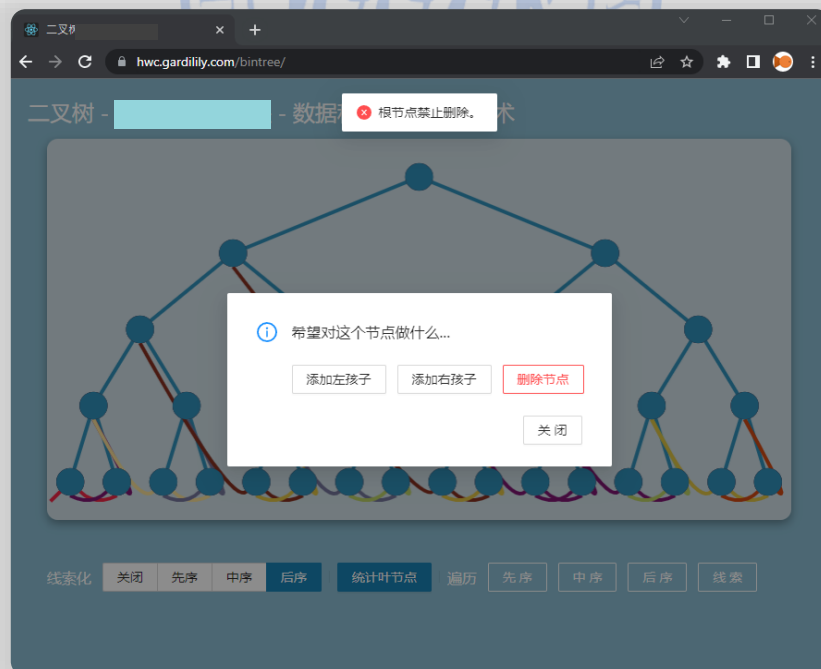 二叉树
hwc.gardilily.com/bintree/
二叉树 - - 数据 术
根节点禁止删除。
希望对这个节点做什么...
添加左孩子 添加右孩子 删除节点
关 闭
线索化 关闭 先序 中序 后序 统计叶节点 遍历 先 序 中 序 后 序 线 索